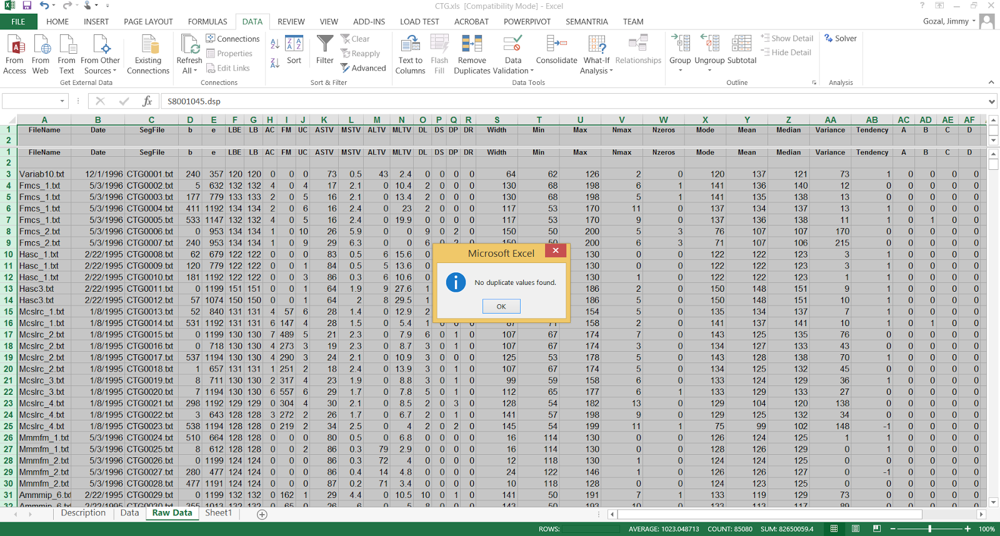 CTG.xls [Compatibility Mode] - Excel
FILE HOME INSERT PAGE LAYOUT FORMULAS DATA REVIEW VIEW ADD-INS LOAD TEST ACROBAT POWERPIVOT SEMANTRIA TEAM Gozal, Jimmy
From Access From Web From Text From Other Sources Existing Connections Refresh All Connections Properties Edit Links Sort Filter Clear Reapply Advanced Text to Columns Flash Fill Remove Duplicates Data Validation Consolidate What-If Analysis Relationships Group Ungroup Subtotal Show Detail Hide Detail Solver
Get External Data Connections Sort & Filter Data Tools Outline Analysis
fx S8001045.dsp
A B C D E F G H I J K L M N O P Q R S T U V W X Y Z AA AB AC AD AE AF
1 FileName Date SegFile b e LBE LB AC FM UC ASTV MSTV ALTV MLTV DL DS DP DR Width Min Max Nmax Nzeros Mode Mean Median Variance Tendency A B C D
2
1 FileName Date SegFile b e LBE LB AC FM UC ASTV MSTV ALTV MLTV DL DS DP DR Width Min Max Nmax Nzeros Mode Mean Median Variance Tendency A B C D
2
3 Variab10.txt 12/1/1996 CTG0001.txt 240 357 120 120 0 0 0 73 0.5 43 2.4 0 0 0 0 64 62 126 2 0 120 137 121 73 1 0 0 0 0
4 Fmcs_1.txt 5/3/1996 CTG0002.txt 5 632 132 132 4 0 4 17 2.1 0 10.4 2 0 0 0 130 68 198 6 1 141 136 140 12 0 0 0 0 0
5 Fmcs_1.txt 5/3/1996 CTG0003.txt 177 779 133 133 2 0 5 16 2.1 0 13.4 2 0 0 0 130 68 198 5 1 141 135 138 13 0 0 0 0 0
6 Fmcs_1.txt 5/3/1996 CTG0004.txt 411 1192 134 134 2 0 6 16 2.4 0 23 2 0 0 0 117 53 170 11 0 137 134 137 13 1 0 0 0 0
7 Fmcs_1.txt 5/3/1996 CTG0005.txt 533 1147 132 132 4 0 5 16 2.4 0 19.9 0 0 0 0 117 53 170 9 0 137 136 138 11 1 0 1 0 0
8 Fmcs_2.txt 5/3/1996 CTG0006.txt 0 953 134 134 1 0 10 26 5.9 0 0 9 0 2 0 150 50 200 5 3 76 107 107 170 0 0 0 0 0
9 Fmcs_2.txt 5/3/1996 CTG0007.txt 240 953 134 134 1 0 9 29 6.3 0 0 6 0 2 0 150 50 200 6 3 71 107 106 215 0 0 0 0 0
10 Hasc_1.txt 2/22/1995 CTG0008.txt 62 679 122 122 0 0 0 83 0.5 6 15.6 0 130 0 0 122 122 123 3 1 0 0 0 0
11 Hasc_1.txt 2/22/1995 CTG0009.txt 120 779 122 122 0 0 1 84 0.5 5 13.6 0 130 0 0 122 122 123 3 1 0 0 0 0
12 Hasc_1.txt 2/22/1995 CTG0010.txt 181 1192 122 122 0 0 3 86 0.3 6 10.6 0 130 1 0 122 122 123 1 1 0 0 0 0
13 Hasc3.txt 2/22/1995 CTG0011.txt 0 1199 151 151 0 0 1 64 1.9 9 27.6 1 186 2 0 150 148 151 9 1 0 0 0 0
14 Hasc3.txt 2/22/1995 CTG0012.txt 57 1074 150 150 0 0 1 64 2 8 29.5 1 186 5 0 150 148 151 10 1 0 0 0 0
15 Mcslrc_1.txt 1/8/1995 CTG0013.txt 52 840 131 131 4 57 6 28 1.4 0 12.9 2 154 5 0 135 134 137 7 1 0 0 0 0
16 Mcslrc_1.txt 1/8/1995 CTG0014.txt 531 1192 131 131 6 147 4 28 1.5 0 5.4 1 0 0 0 87 71 158 2 0 141 137 141 10 1 0 1 0 0
17 Mcslrc_2.txt 1/8/1995 CTG0015.txt 0 1199 130 130 7 489 5 21 2.3 0 7.9 6 0 1 0 107 67 174 7 0 143 125 135 76 0 0 0 0 0
18 Mcslrc_2.txt 1/8/1995 CTG0016.txt 0 718 130 130 4 273 3 19 2.3 0 8.7 3 0 1 0 107 67 174 3 0 134 127 133 43 0 0 0 0 0
19 Mcslrc_2.txt 1/8/1995 CTG0017.txt 537 1194 130 130 4 290 3 24 2.1 0 10.9 3 0 0 0 125 53 178 5 0 143 128 138 70 1 0 0 0 0
20 Mcslrc_2.txt 1/8/1995 CTG0018.txt 1 657 131 131 1 251 2 18 2.4 0 13.9 3 0 1 0 107 67 174 5 0 134 125 132 45 0 0 0 0 0
21 Mcslrc_3.txt 1/8/1995 CTG0019.txt 8 711 130 130 2 317 4 23 1.9 0 8.8 3 0 1 0 99 59 158 6 0 133 124 129 36 1 0 0 0 0
22 Mcslrc_3.txt 1/8/1995 CTG0020.txt 7 1194 130 130 6 557 6 29 1.7 0 7.8 5 0 1 0 112 65 177 6 1 133 129 133 27 0 0 0 0 0
23 Mcslrc_4.txt 1/8/1995 CTG0021.txt 298 1192 129 129 0 304 4 30 2.1 0 8.5 2 0 3 0 128 54 182 13 0 129 104 120 138 0 0 0 0 0
24 Mcslrc_4.txt 1/8/1995 CTG0022.txt 3 643 128 128 3 272 2 26 1.7 0 6.7 2 0 1 0 141 57 198 9 0 129 125 132 34 0 0 0 0 0
25 Mcslrc_4.txt 1/8/1995 CTG0023.txt 538 1194 128 128 0 219 2 34 2.5 0 4 2 0 2 0 145 54 199 11 1 75 99 102 148 -1 0 0 0 0
26 Mmmfm_1.txt 5/3/1996 CTG0024.txt 510 664 128 128 0 0 0 80 0.5 0 6.8 0 0 0 0 16 114 130 0 0 126 124 125 1 1 0 0 0 0
27 Mmmfm_1.txt 5/3/1996 CTG0025.txt 8 612 128 128 0 0 2 86 0.3 79 2.9 0 0 0 0 16 114 130 0 0 128 126 129 0 1 0 0 0 0
28 Mmmfm_2.txt 5/3/1996 CTG0026.txt 0 1199 124 124 0 0 0 86 0.3 72 4 0 0 0 0 12 118 130 1 0 124 124 125 0 0 0 0 0 0
29 Mmmfm_2.txt 5/3/1996 CTG0027.txt 280 477 124 124 0 0 0 86 0.4 14 4.8 0 0 0 0 24 122 146 1 0 126 126 127 0 -1 0 0 0 0
30 Mmmfm_2.txt 5/3/1996 CTG0028.txt 477 1191 124 124 0 0 0 87 0.2 71 3.4 0 0 0 0 10 118 128 0 0 124 123 125 0 0 0 0 0 0
31 Ammmip_6.txt 2/22/1995 CTG0029.txt 0 1199 132 132 0 162 1 29 4.4 0 10.5 10 0 1 0 141 50 191 7 1 133 119 129 73 0 0 0 0 0
Microsoft Excel
No duplicate values found.
OK
Description Data Raw Data Sheet1
ROWS: AVERAGE: 1023.048713 COUNT: 85080 SUM: 82650059.4 100%